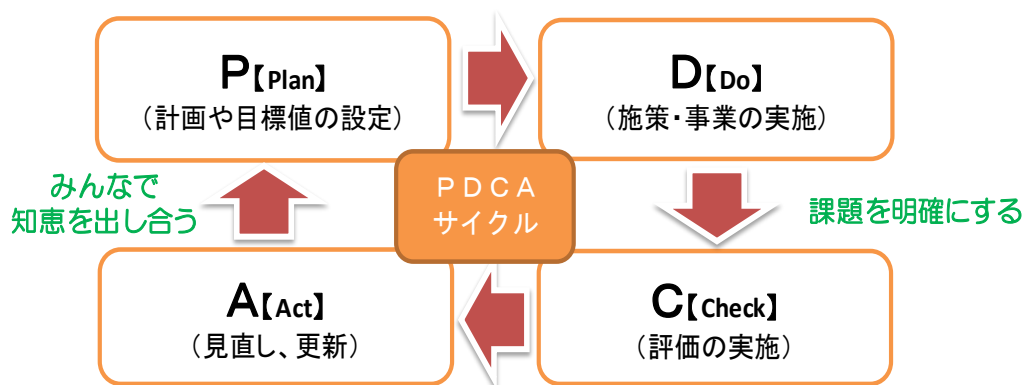 P【Plan】
（計画や目標値の設定）
D【Do】
（施策・事業の実施）
みんなで
知恵を出し合う
ＰＤＣＡ
サイクル
課題を明確にする
A【Act】
（見直し、更新）
C【Check】
（評価の実施）